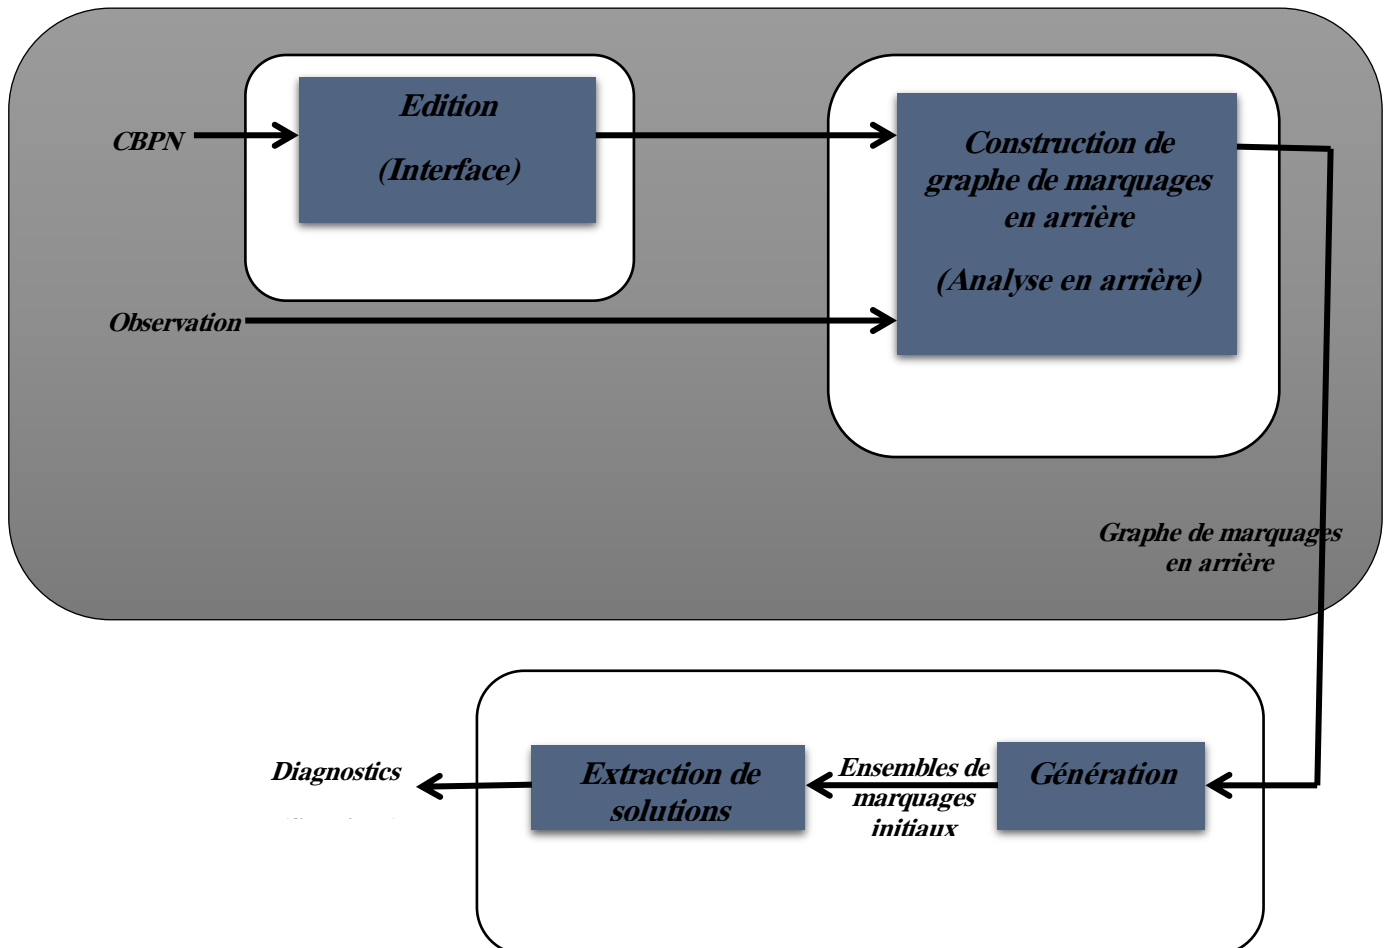 Edition
(Interface)
CBPN
Construction de
graphe de marquages
en arrière
(Analyse en arrière)
Observation
Graphe de marquages
en arrière
Diagnostics
Extraction de
solutions
Ensembles de
marquages
initiaux
Génération